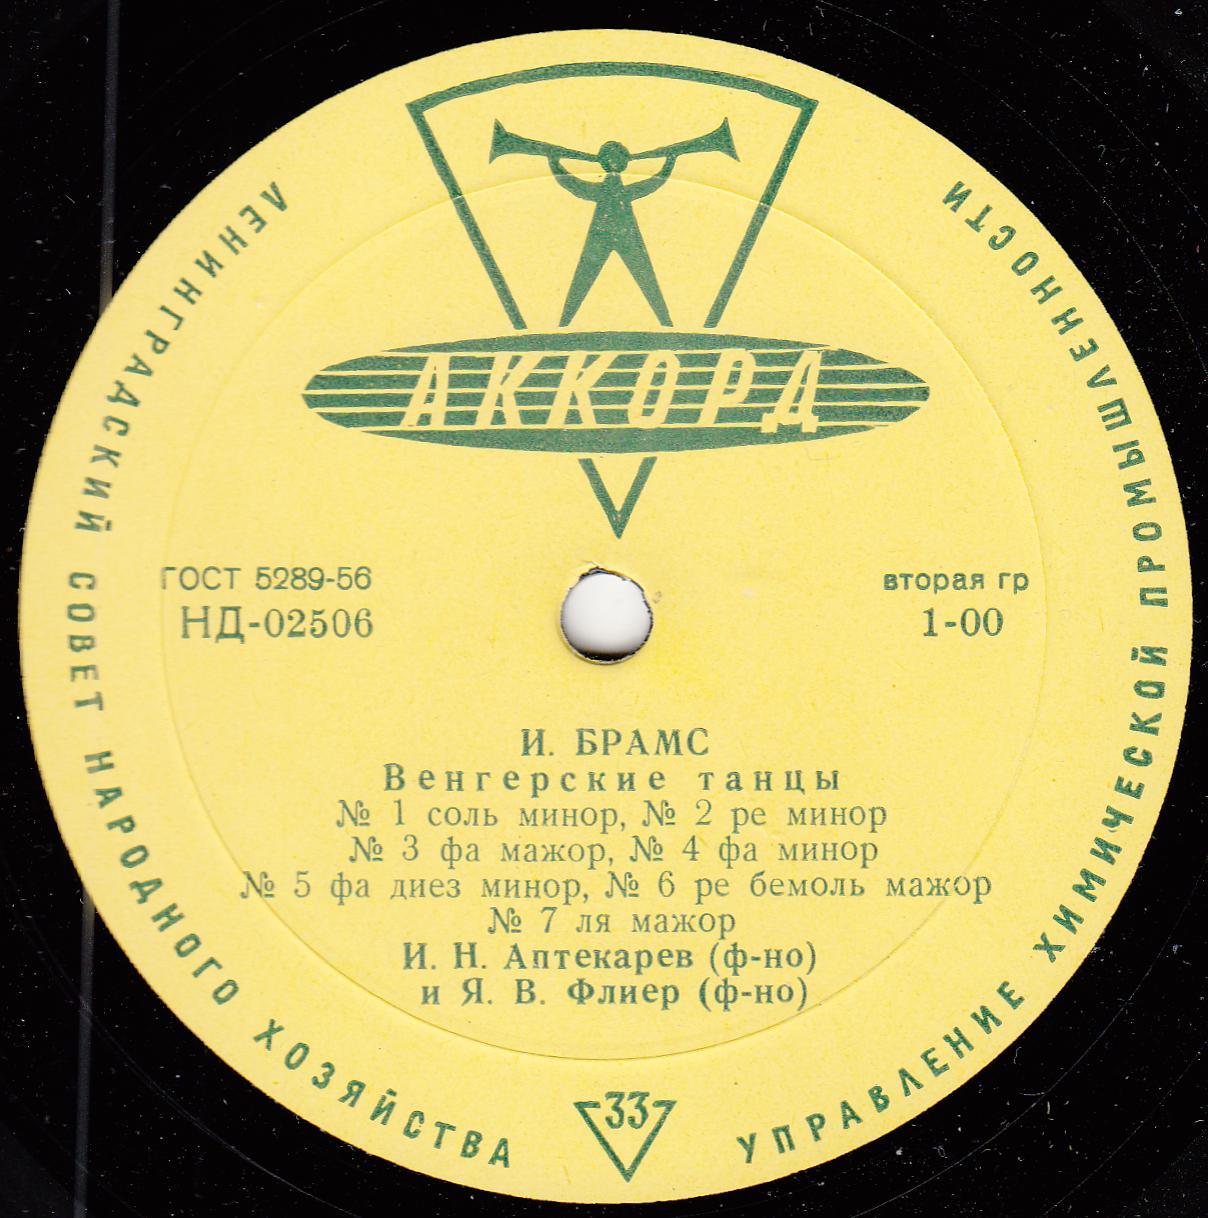 АККОРД
ЛЕНИНГРАДСКИЙ СОВЕТ НАРОДНОГО ХОЗЯЙСТВА
УПРАВЛЕНИЕ ХИМИЧЕСКОЙ ПРОМЫШЛЕННОСТИ
ГОСТ 5289-56
НД-02506
вторая гр
1-00
И. БРАМС
Венгерские танцы
№ 1 соль минор, № 2 ре минор
№ 3 фа мажор, № 4 фа минор
№ 5 фа диез минор, № 6 ре бемоль мажор
№ 7 ля мажор
И. Н. Аптекарев (ф-но)
и Я. В. Флиер (ф-но)
33